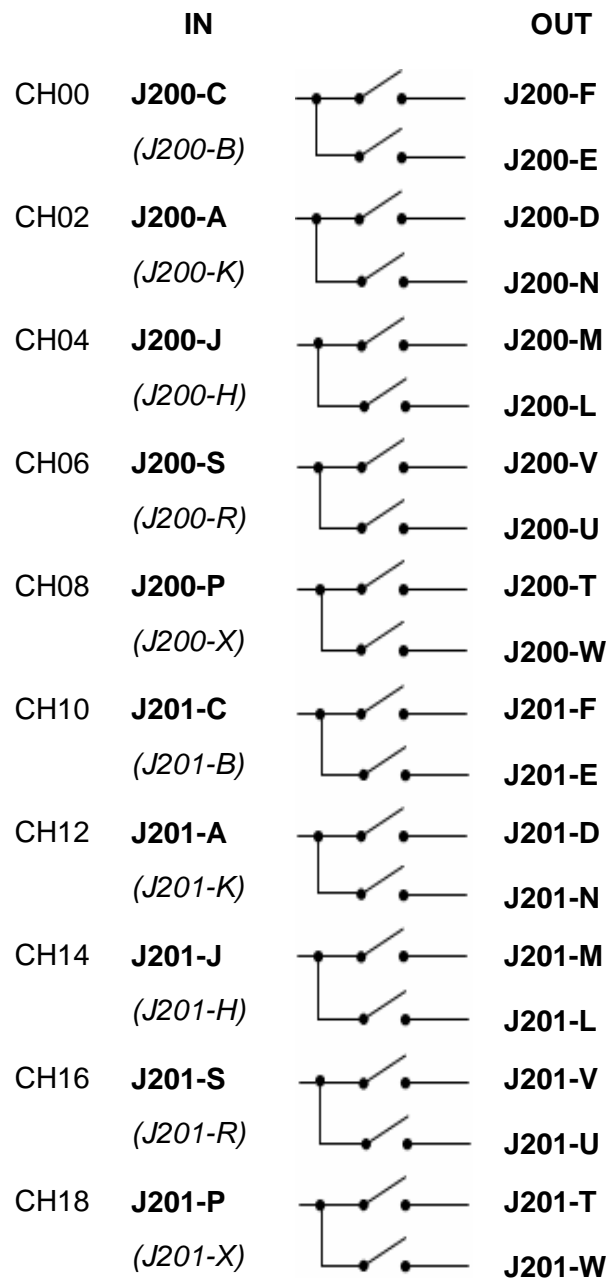 IN OUT
CH00 J200-C J200-F
(J200-B) J200-E
CH02 J200-A J200-D
(J200-K) J200-N
CH04 J200-J J200-M
(J200-H) J200-L
CH06 J200-S J200-V
(J200-R) J200-U
CH08 J200-P J200-T
(J200-X) J200-W
CH10 J201-C J201-F
(J201-B) J201-E
CH12 J201-A J201-D
(J201-K) J201-N
CH14 J201-J J201-M
(J201-H) J201-L
CH16 J201-S J201-V
(J201-R) J201-U
CH18 J201-P J201-T
(J201-X) J201-W